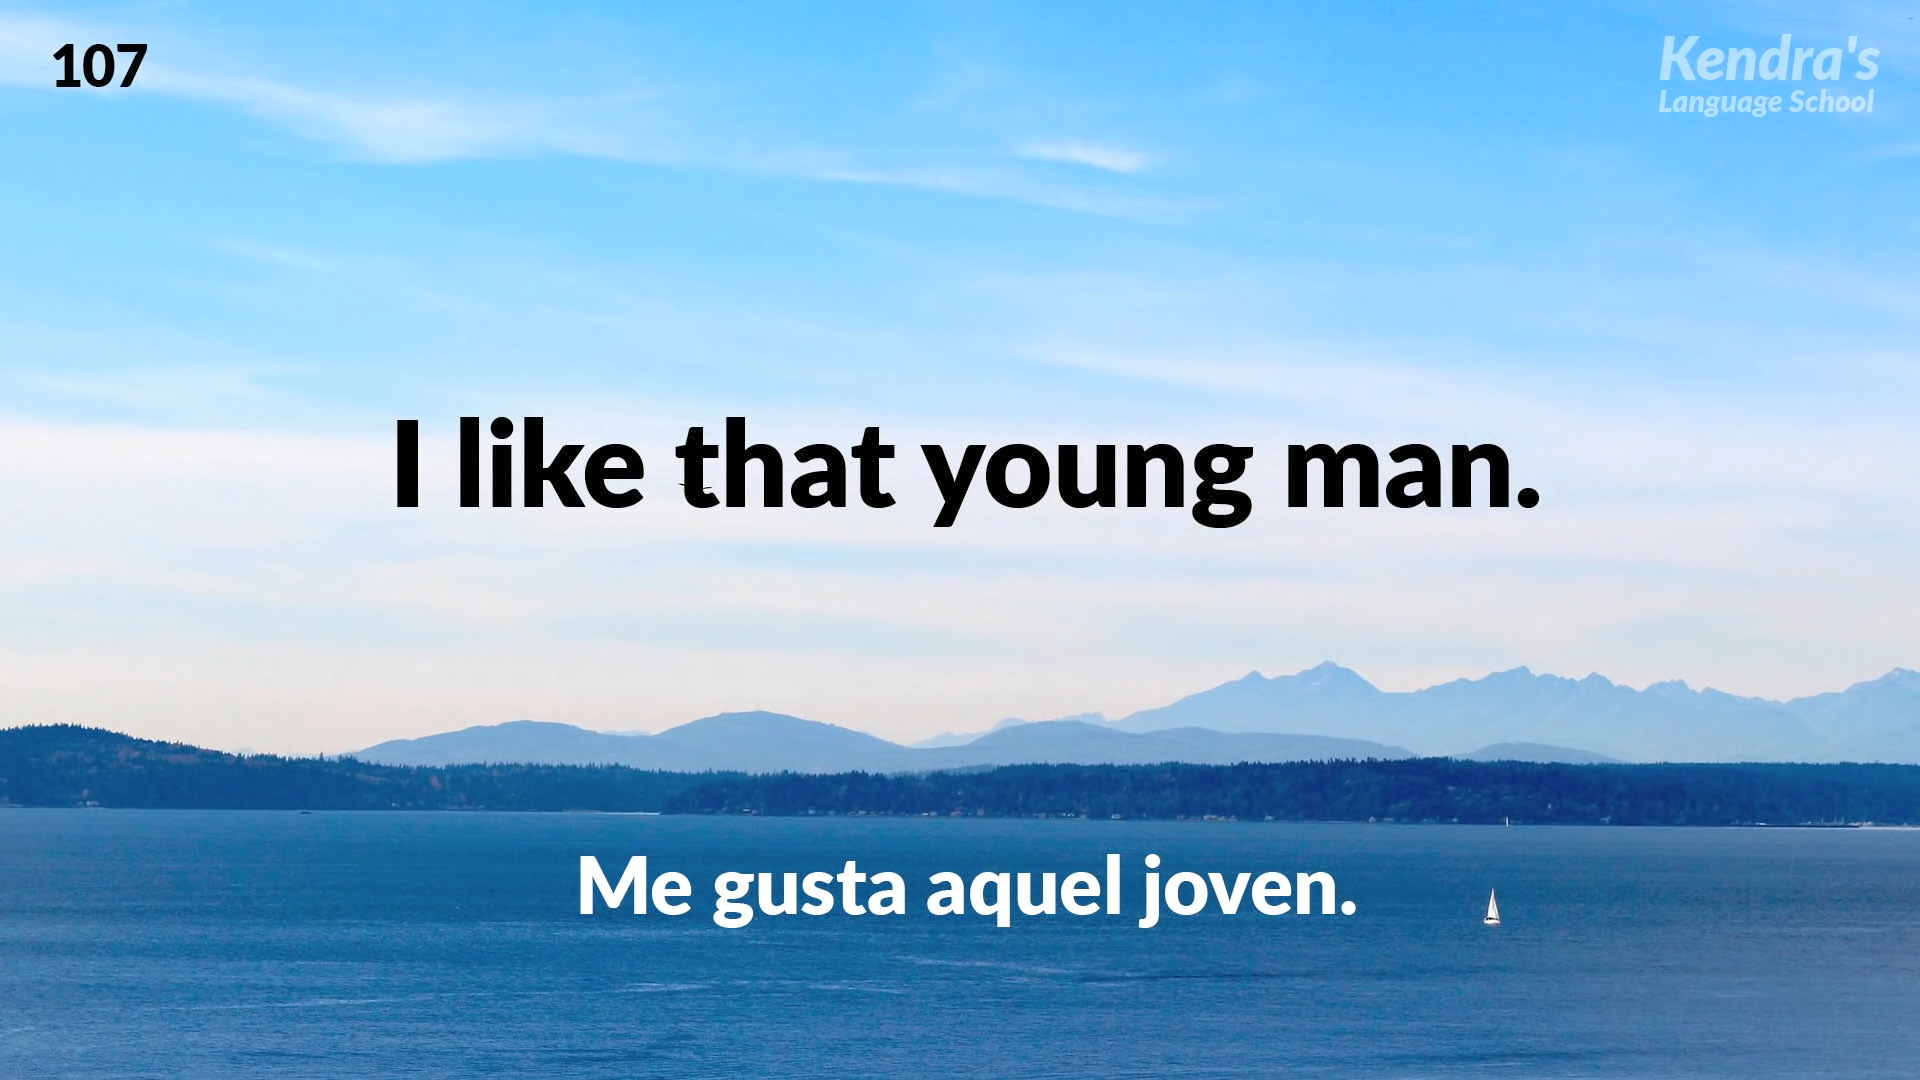 107
Kendra's
Language School
I like that young man.
Me gusta aquel joven.